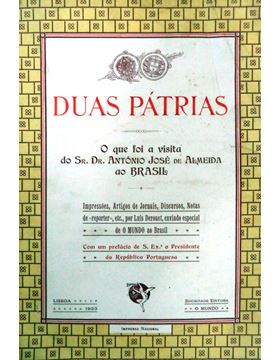 DUAS PÁTRIAS
O que foi a visita
do Sr. Dr. António José de Almeida
ao BRASIL
Impressões, Artigos de Jornais, Discursos, Notas
de «reporter», etc., por Luís Derouet, enviado especial
de O MUNDO ao Brasil
Com um prefácio de S. Ex.ª o Presidente
da República Portuguesa
LISBOA
1923
Sociedade Editora
O MUNDO
Imprensa Nacional